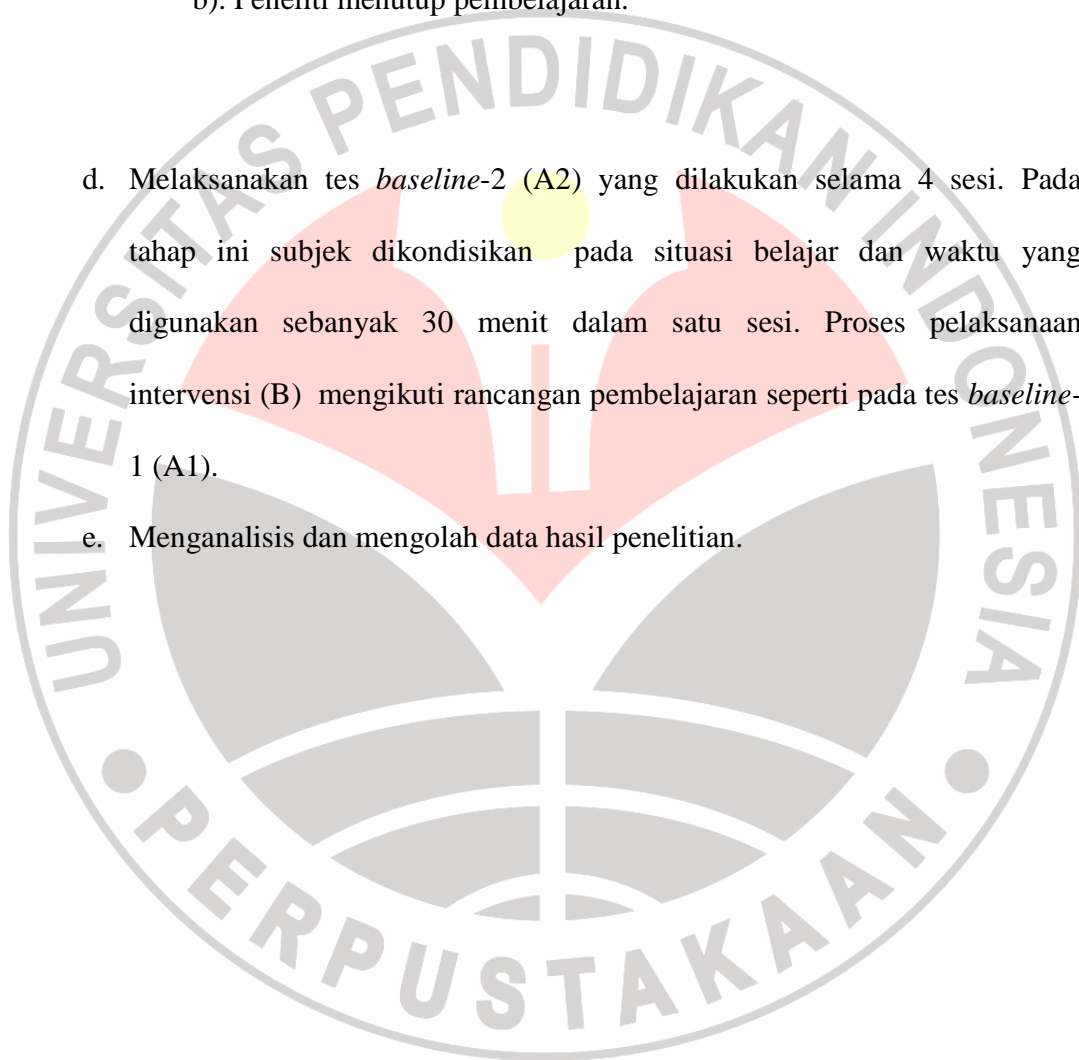 b). Peneliti menutup pembelajaran.
d. Melaksanakan tes baseline-2 (A2) yang dilakukan selama 4 sesi. Pada
tahap ini subjek dikondisikan pada situasi belajar dan waktu yang
digunakan sebanyak 30 menit dalam satu sesi. Proses pelaksanaan
intervensi (B) mengikuti rancangan pembelajaran seperti pada tes baseline-
1 (A1).
e. Menganalisis dan mengolah data hasil penelitian.
UNIVERSITAS PENDIDIKAN INDONESIA
PERPUSTAKAAN